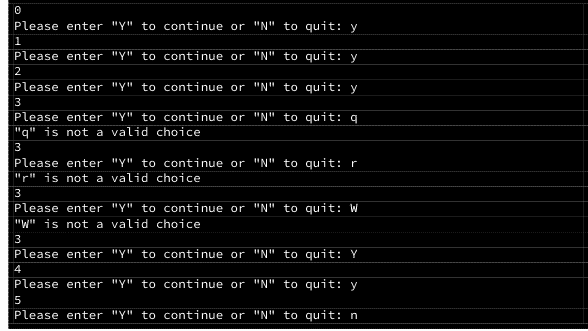 0
Please enter "Y" to continue or "N" to quit: y
1
Please enter "Y" to continue or "N" to quit: y
2
Please enter "Y" to continue or "N" to quit: y
3
Please enter "Y" to continue or "N" to quit: q
"q" is not a valid choice
3
Please enter "Y" to continue or "N" to quit: r
"r" is not a valid choice
3
Please enter "Y" to continue or "N" to quit: W
"W" is not a valid choice
3
Please enter "Y" to continue or "N" to quit: Y
4
Please enter "Y" to continue or "N" to quit: y
5
Please enter "Y" to continue or "N" to quit: n